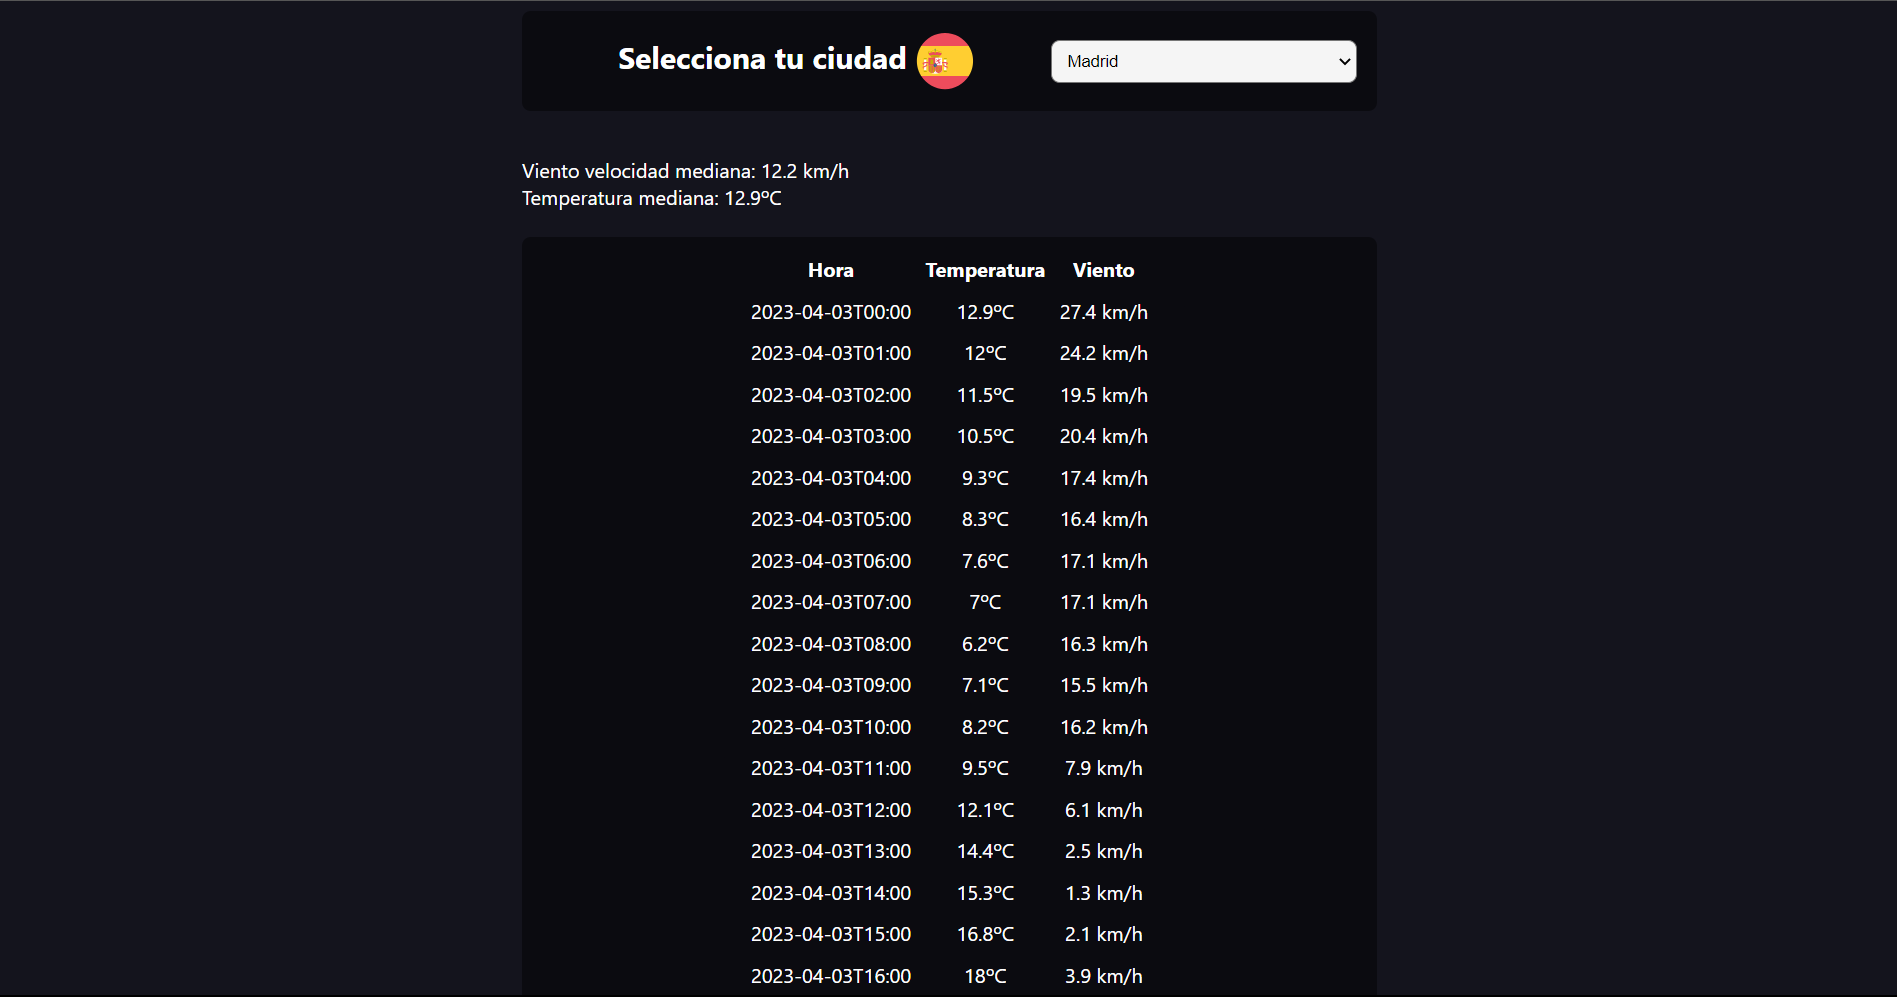 Selecciona tu ciudad
Madrid
Viento velocidad mediana: 12.2 km/h
Temperatura mediana: 12.9ºC
Hora Temperatura Viento
2023-04-03T00:00 12.9ºC 27.4 km/h
2023-04-03T01:00 12ºC 24.2 km/h
2023-04-03T02:00 11.5ºC 19.5 km/h
2023-04-03T03:00 10.5ºC 20.4 km/h
2023-04-03T04:00 9.3ºC 17.4 km/h
2023-04-03T05:00 8.3ºC 16.4 km/h
2023-04-03T06:00 7.6ºC 17.1 km/h
2023-04-03T07:00 7ºC 17.1 km/h
2023-04-03T08:00 6.2ºC 16.3 km/h
2023-04-03T09:00 7.1ºC 15.5 km/h
2023-04-03T10:00 8.2ºC 16.2 km/h
2023-04-03T11:00 9.5ºC 7.9 km/h
2023-04-03T12:00 12.1ºC 6.1 km/h
2023-04-03T13:00 14.4ºC 2.5 km/h
2023-04-03T14:00 15.3ºC 1.3 km/h
2023-04-03T15:00 16.8ºC 2.1 km/h
2023-04-03T16:00 18ºC 3.9 km/h